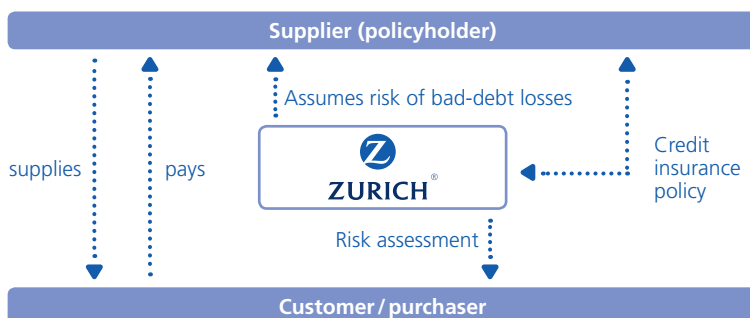 Supplier (policyholder)
Assumes risk of bad-debt losses
supplies
pays
Z
ZURICH®
Credit
insurance
policy
Risk assessment
Customer / purchaser